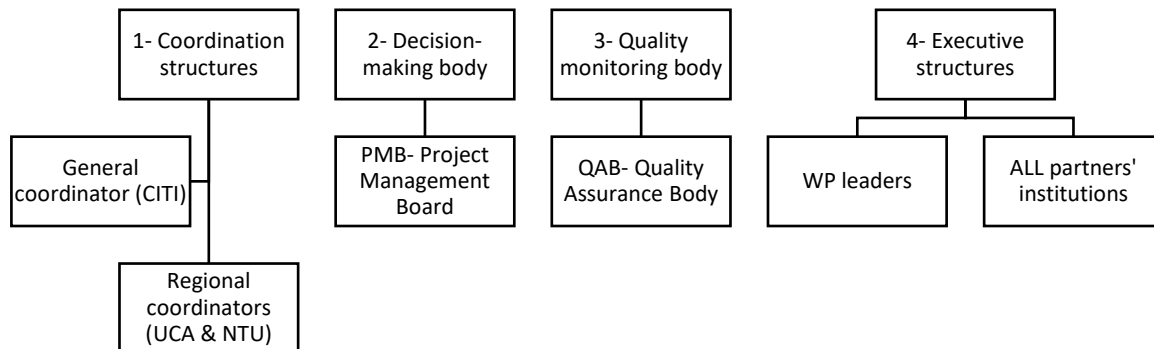 1- Coordination
structures
2- Decision-
making body
3- Quality
monitoring body
4- Executive
structures
General
coordinator (CITI)
PMB- Project
Management
Board
QAB- Quality
Assurance Body
WP leaders
ALL partners'
institutions
Regional
coordinators
(UCA & NTU)